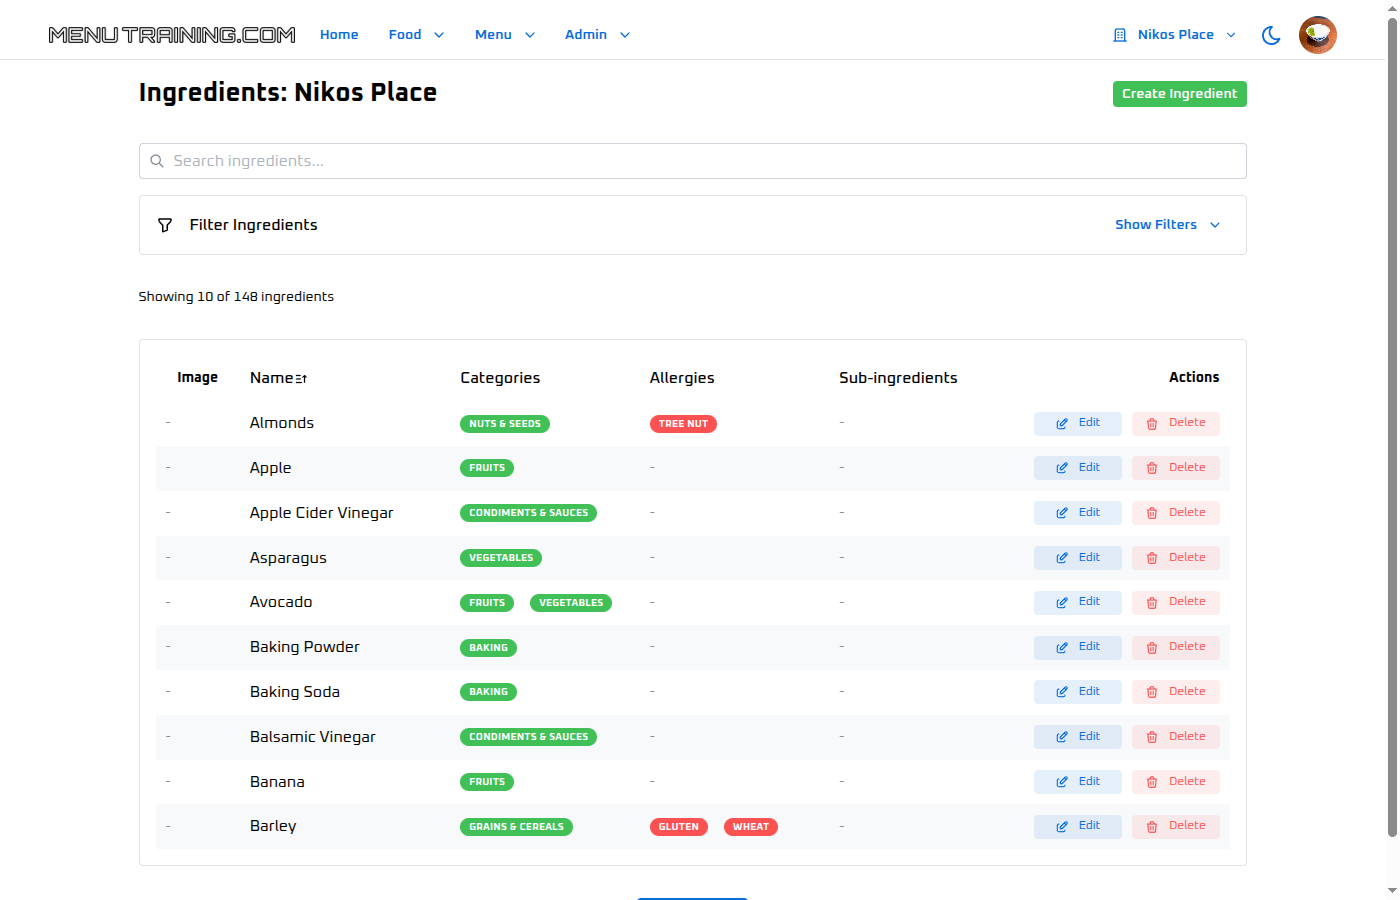 MENUTRAINING.COM Home Food Menu Admin Nikos Place
Ingredients: Nikos Place Create Ingredient
Search ingredients...
Filter Ingredients Show Filters
Showing 10 of 148 ingredients
Image Name Categories Allergies Sub-ingredients Actions
- Almonds NUTS & SEEDS TREE NUT - Edit Delete
- Apple FRUITS - - Edit Delete
- Apple Cider Vinegar CONDIMENTS & SAUCES - - Edit Delete
- Asparagus VEGETABLES - - Edit Delete
- Avocado FRUITS VEGETABLES - - Edit Delete
- Baking Powder BAKING - - Edit Delete
- Baking Soda BAKING - - Edit Delete
- Balsamic Vinegar CONDIMENTS & SAUCES - - Edit Delete
- Banana FRUITS - - Edit Delete
- Barley GRAINS & CEREALS GLUTEN WHEAT - Edit Delete